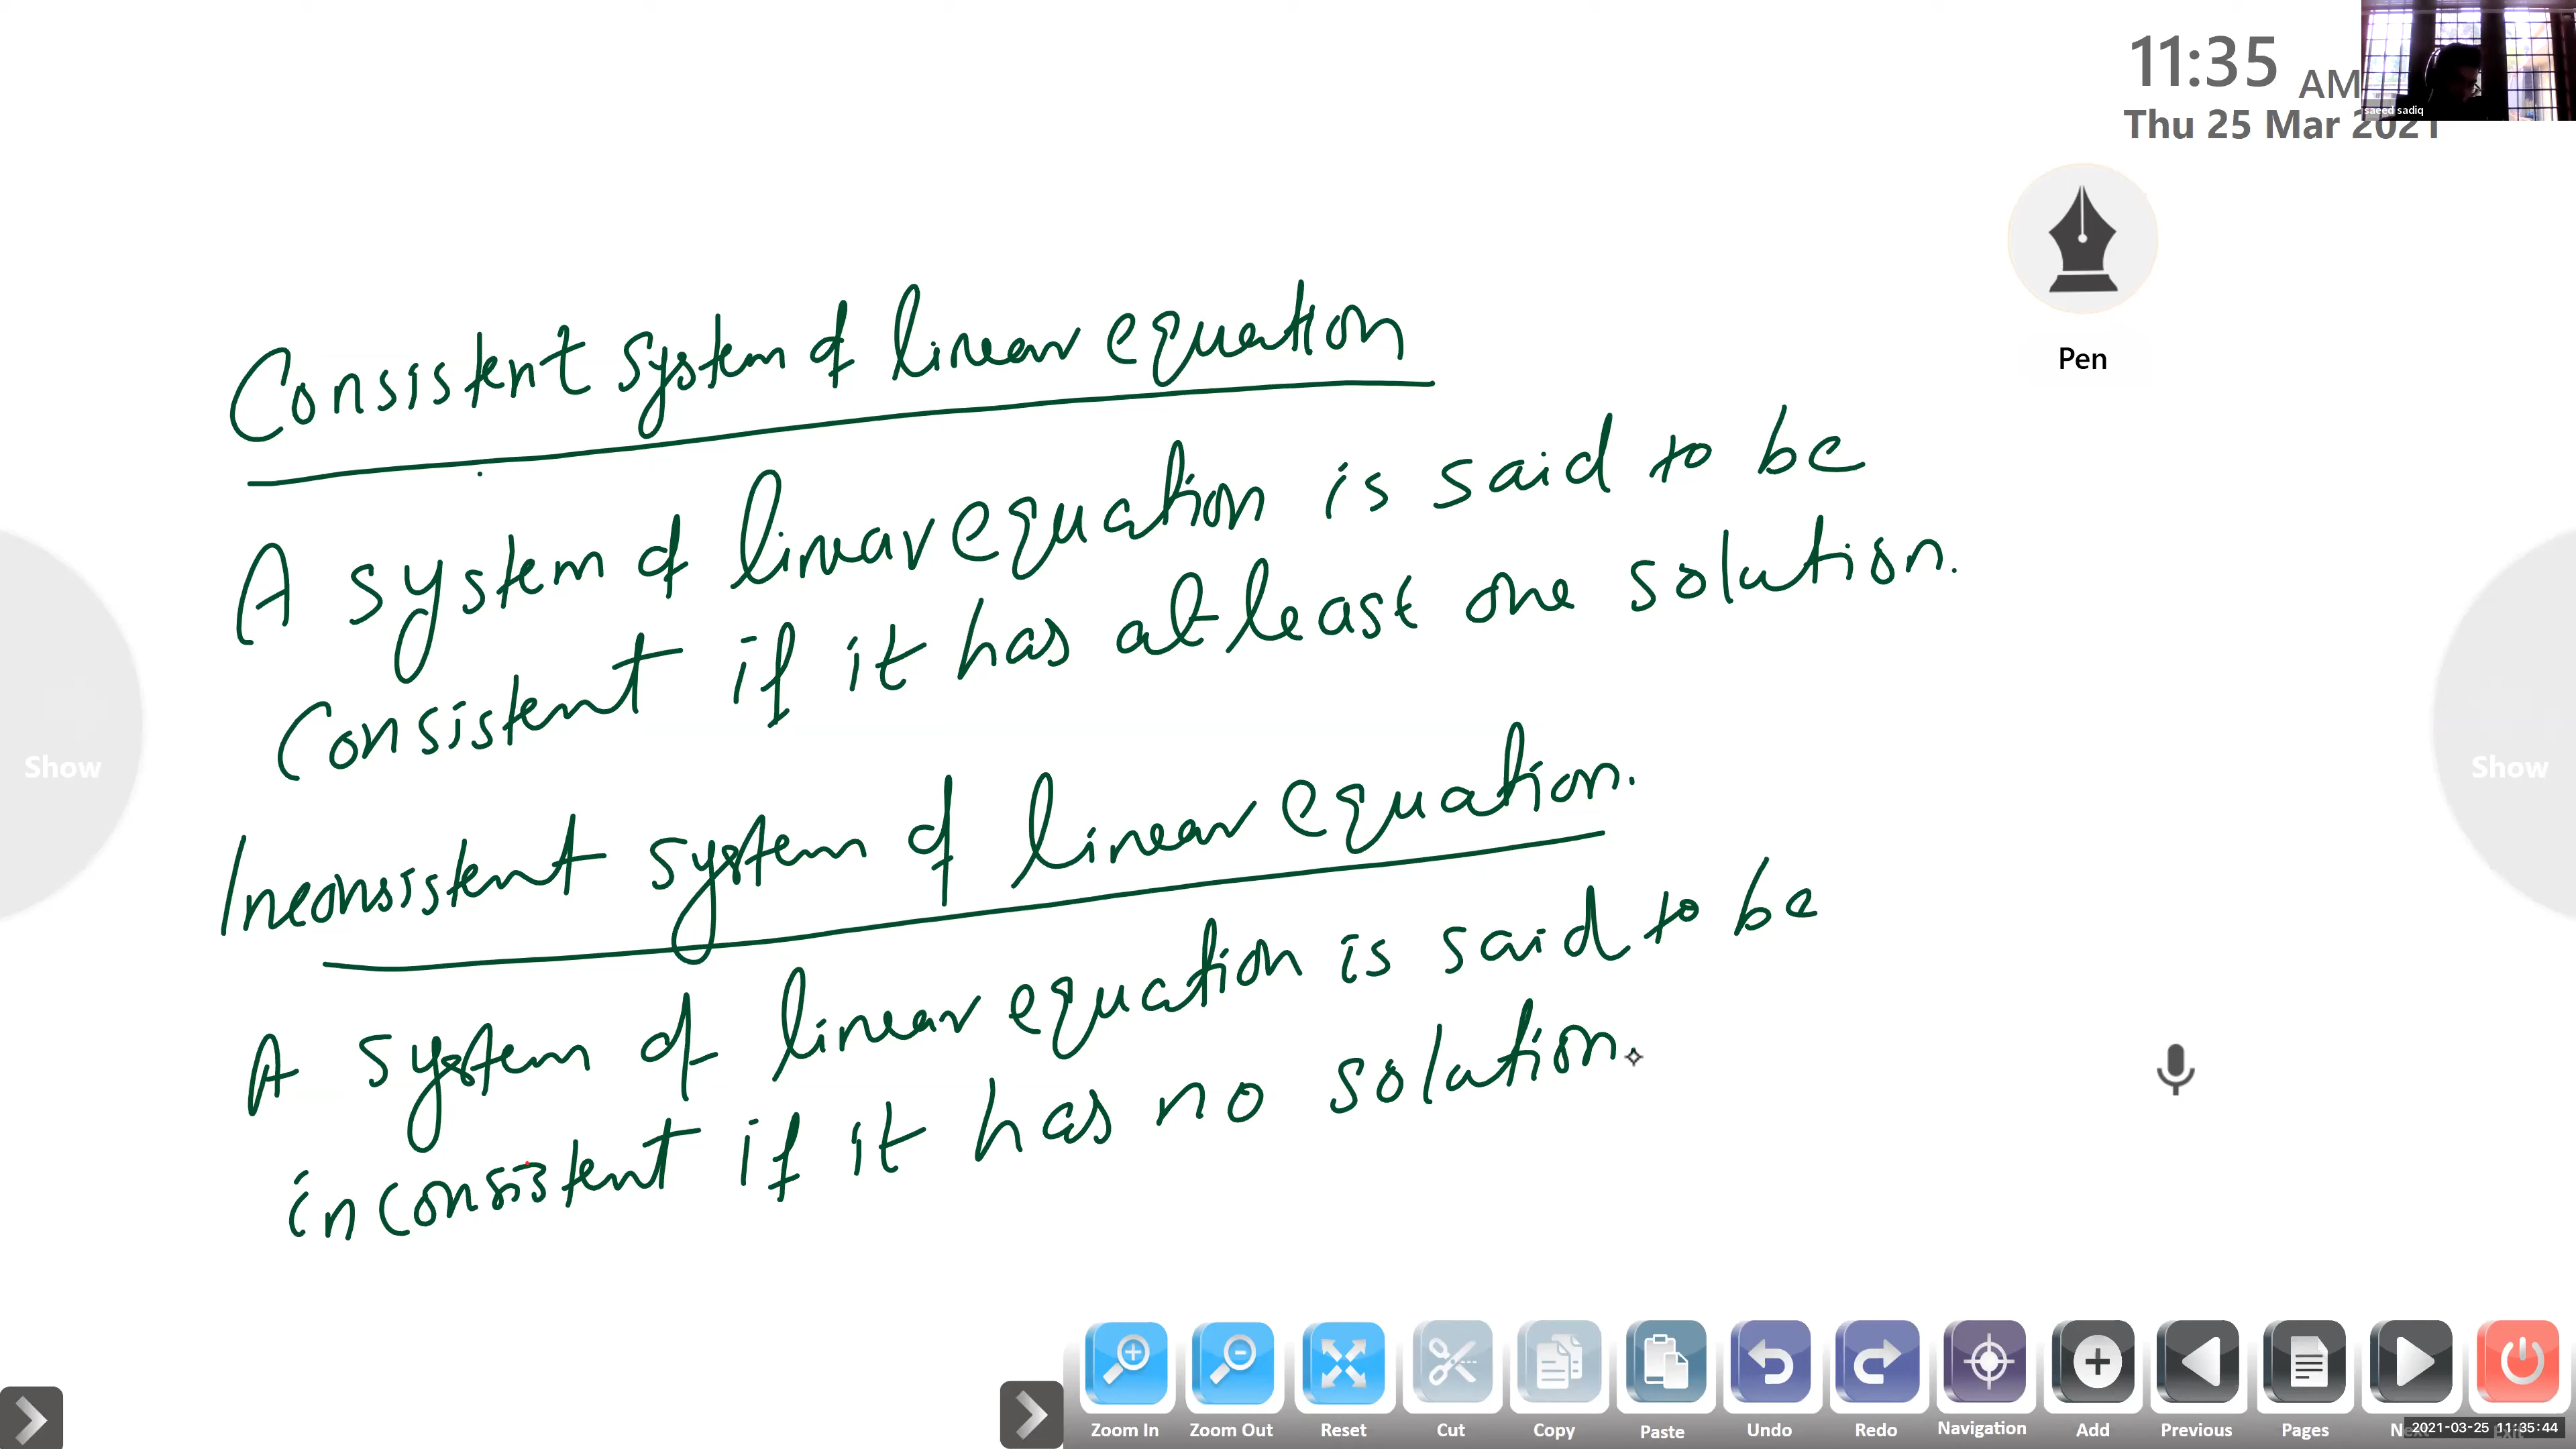 11:35 AM
saeed sadiq
Thu 25 Mar 2021
Pen
Consistent system of linear equation
A system of linear equation is said to be
Consistent if it has at least one solution.
Show
Show
Inconsistent system of linear equation.
A system of linear equation is said to be
inconsistent if it has no solution.
Zoom In Zoom Out Reset Cut Copy Paste Undo Redo Navigation Add Previous Pages
2021-03-25 11:35:44